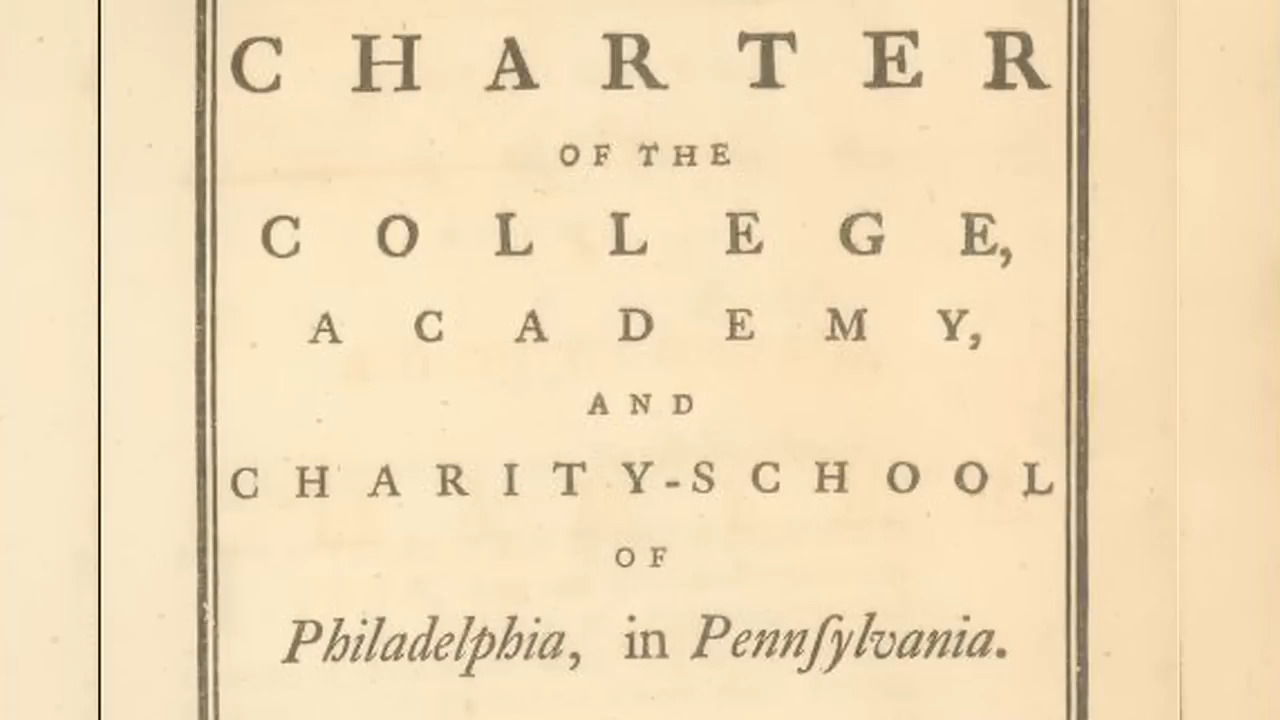 CHARTER
OF THE
COLLEGE,
ACADEMY,
AND
CHARITY-SCHOOL
OF
Philadelphia, in Pennſylvania.